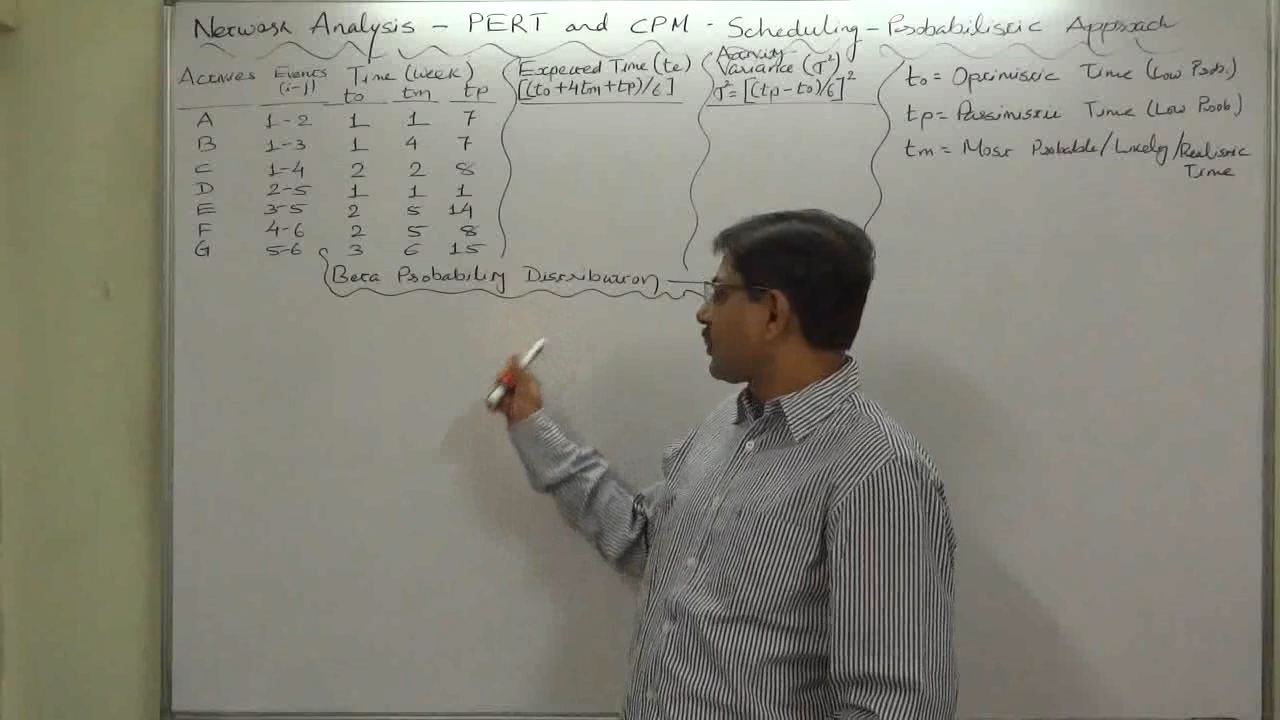 Network Analysis - PERT and CPM - Scheduling - Probabilistic Approach
Activities Events (i-j) Time (week) to tm tp
A 1-2 1 1 7
B 1-3 1 4 7
C 1-4 2 2 8
D 2-5 1 1 1
E 3-5 2 5 14
F 4-6 2 5 8
G 5-6 3 6 15
Expected Time (te)
[(to+4tm+tp)/6]
Activity
Variance (σ²)
σ²= [(tp-to)/6]²
to = Optimistic Time (Low Prob.)
tp = Pessimistic Time (Low Prob)
tm = Most Probable/Likely/Realistic
Time
Beta Probability Distribution